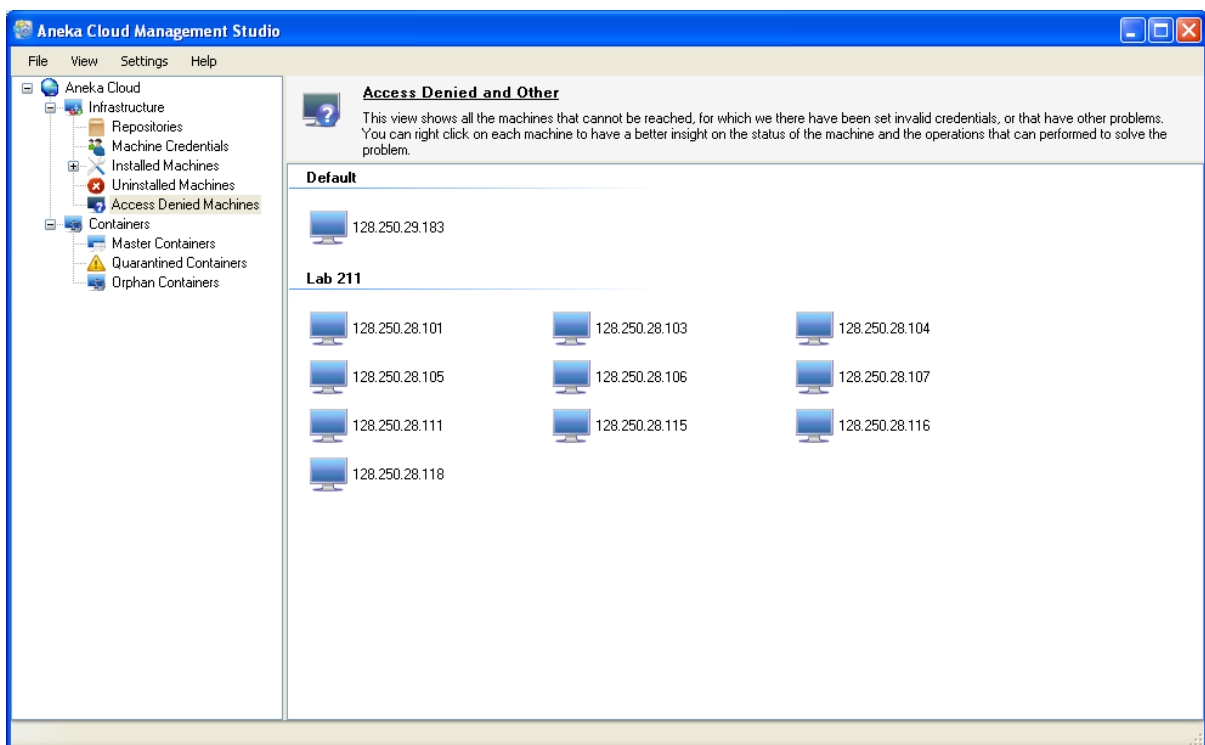 Aneka Cloud Management Studio
File View Settings Help
Aneka Cloud
Infrastructure
Repositories
Machine Credentials
Installed Machines
Uninstalled Machines
Access Denied Machines
Containers
Master Containers
Quarantined Containers
Orphan Containers
Access Denied and Other
This view shows all the machines that cannot be reached, for which we there have been set invalid credentials, or that have other problems.
You can right click on each machine to have a better insight on the status of the machine and the operations that can performed to solve the
problem.
Default
128.250.29.183
Lab 211
128.250.28.101 128.250.28.103 128.250.28.104
128.250.28.105 128.250.28.106 128.250.28.107
128.250.28.111 128.250.28.115 128.250.28.116
128.250.28.118